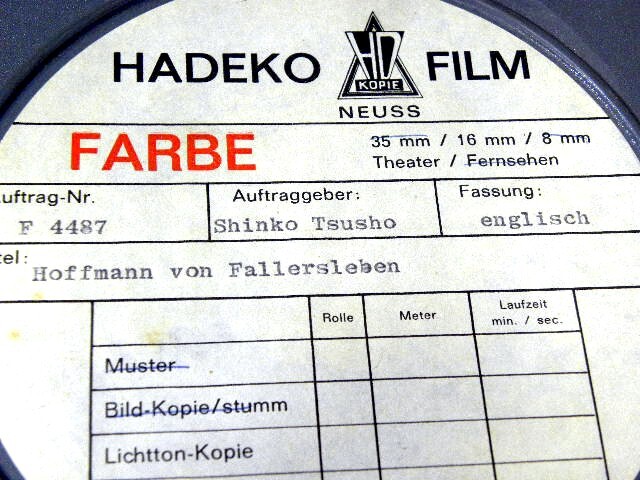 HADEKO HD KOPIE FILM
NEUSS
FARBE
35 mm / 16 mm / 8 mm
Theater / Fernsehen
uftrag-Nr. Auftraggeber: Fassung:
F 4487 Shinko Tsusho englisch
tel:
Hoffmann von Fallersleben
Rolle Meter Laufzeit
min. / sec.
Muster
Bild-Kopie/stumm
Lichtton-Kopie